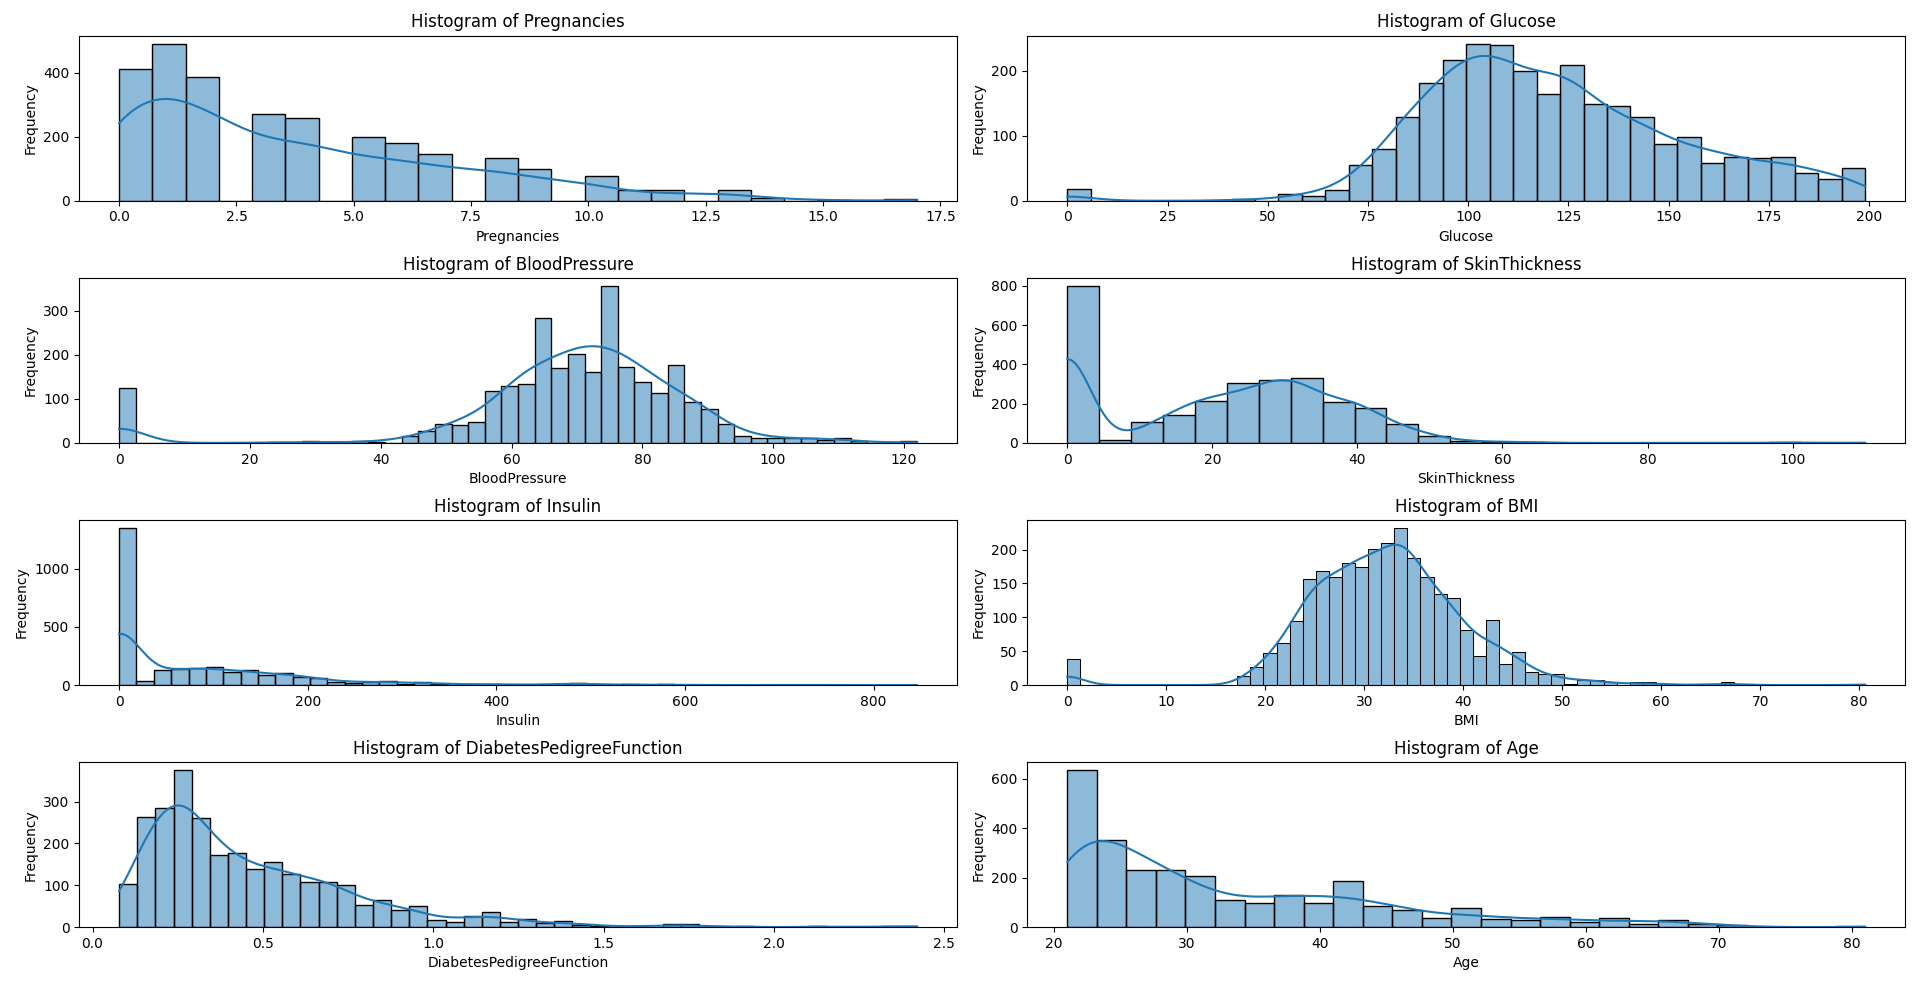 Histogram of Pregnancies
Frequency
400
200
0
0.0 2.5 5.0 7.5 10.0 12.5 15.0 17.5
Pregnancies
Histogram of Glucose
Frequency
200
100
0
0 25 50 75 100 125 150 175 200
Glucose
Histogram of BloodPressure
Frequency
300
200
100
0
0 20 40 60 80 100 120
BloodPressure
Histogram of SkinThickness
Frequency
800
600
400
200
0
0 20 40 60 80 100
SkinThickness
Histogram of Insulin
Frequency
1000
500
0
0 200 400 600 800
Insulin
Histogram of BMI
Frequency
200
150
100
50
0
0 10 20 30 40 50 60 70 80
BMI
Histogram of DiabetesPedigreeFunction
Frequency
300
200
100
0
0.0 0.5 1.0 1.5 2.0 2.5
DiabetesPedigreeFunction
Histogram of Age
Frequency
600
400
200
0
20 30 40 50 60 70 80
Age